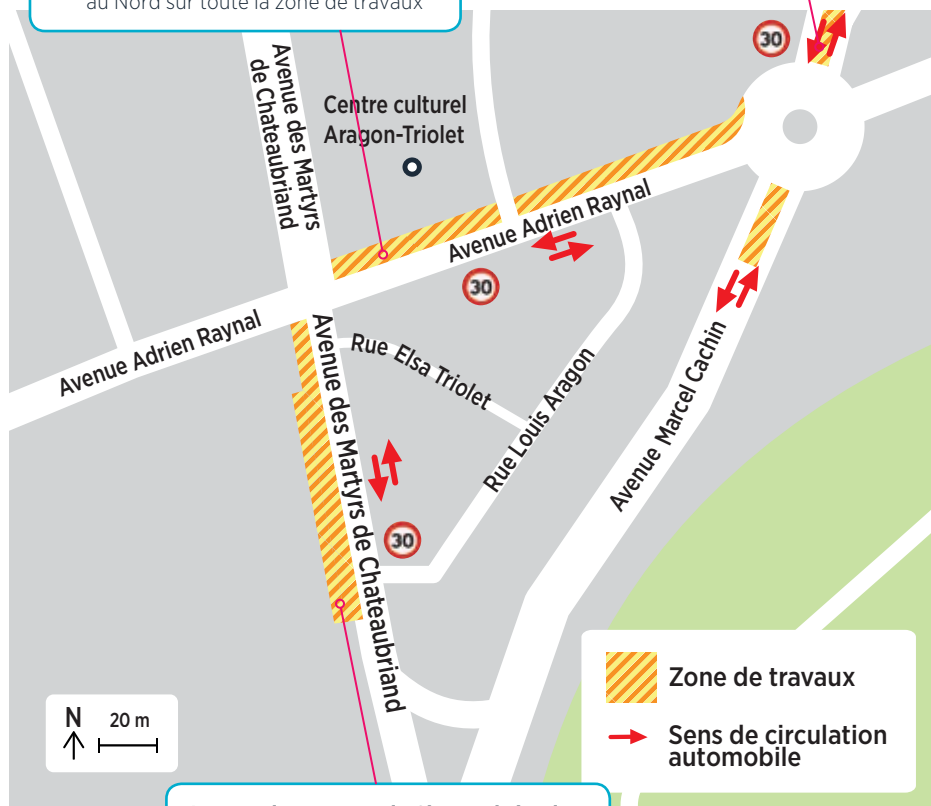 au Nord sur toute la zone de travaux
30
Avenue des Martyrs
de Chateaubriand
Centre culturel
Aragon-Triolet
Avenue Adrien Raynal
30
Avenue Adrien Raynal
Avenue des Martyrs de Chateaubriand
Rue Elsa Triolet
Rue Louis Aragon
Avenue Marcel Cachin
30
N
20 m
Zone de travaux
Sens de circulation
automobile